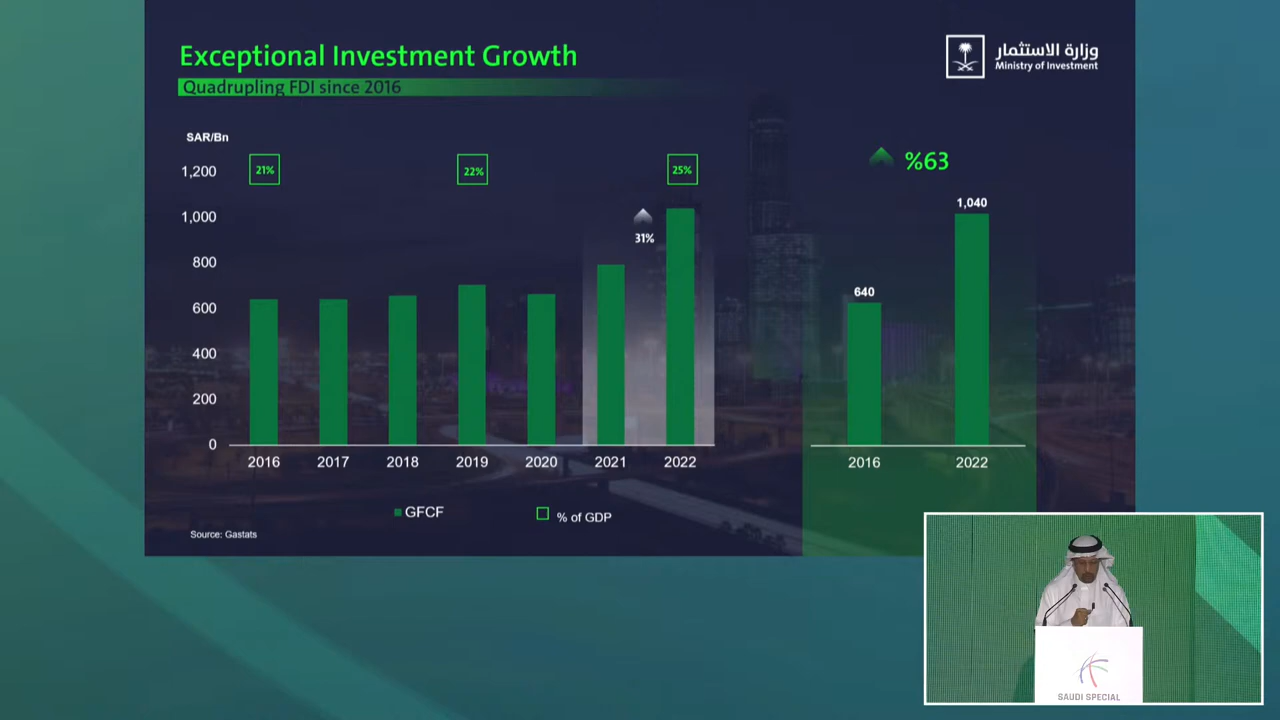 Exceptional Investment Growth
Quadrupling FDI since 2016
وزارة الاستثمار
Ministry of Investment
SAR/Bn
1,200
1,000
800
600
400
200
0
21%
22%
25%
31%
2016
2017
2018
2019
2020
2021
2022
GFCF
% of GDP
Source: Gastats
%63
640
1,040
2016
2022
SAUDI SPECIAL